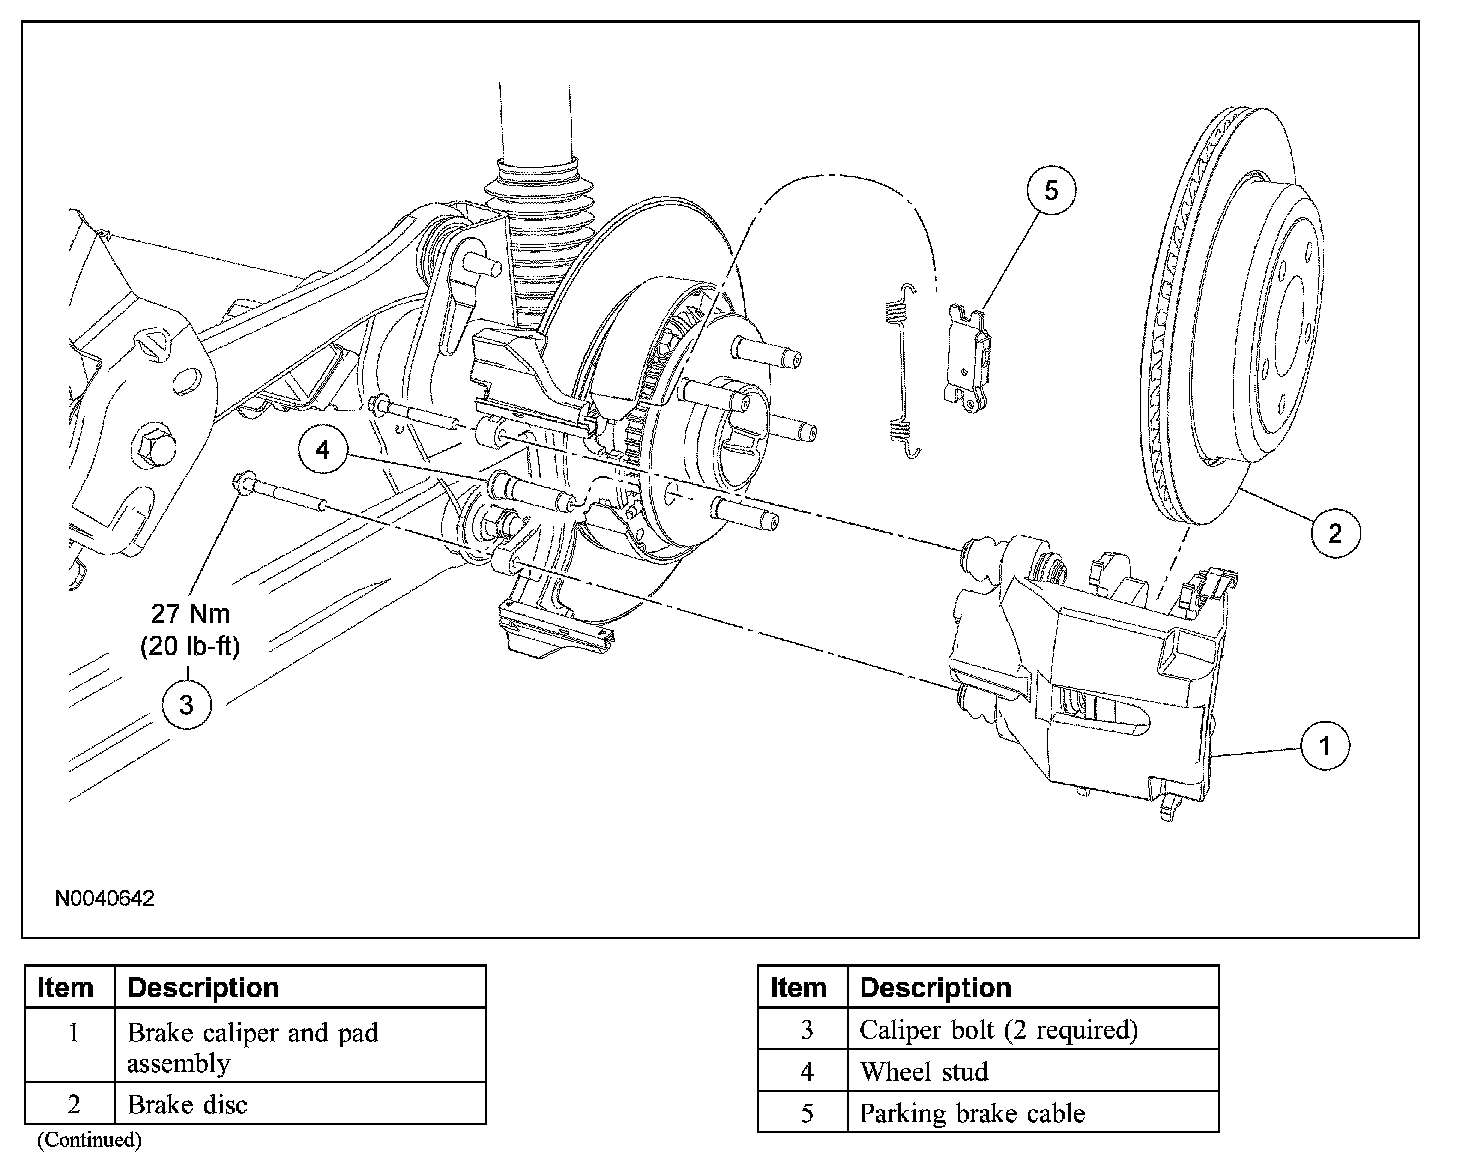 5
4
2
27 Nm
(20 lb-ft)
3
1
N0040642
Item Description
1 Brake caliper and pad
assembly
2 Brake disc
(Continued)
Item Description
3 Caliper bolt (2 required)
4 Wheel stud
5 Parking brake cable